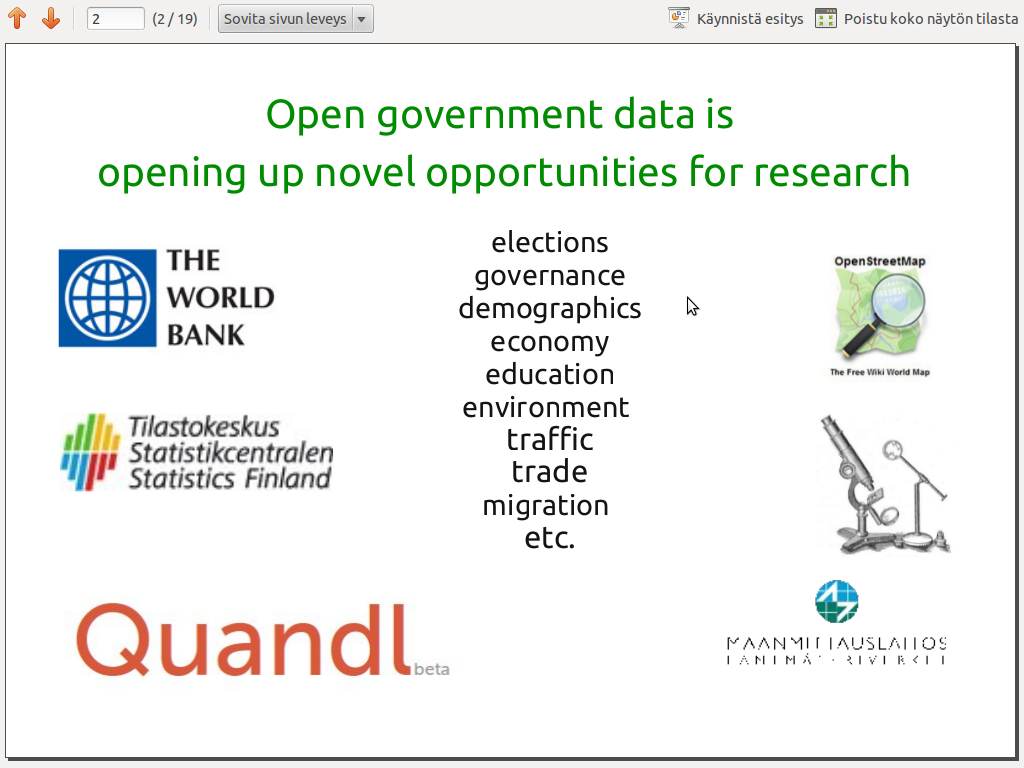 2 (2 / 19) Sovita sivun leveys Käynnistä esitys Poistu koko näytön tilasta
Open government data is
opening up novel opportunities for research
THE
WORLD
BANK
elections
governance
demographics
economy
education
environment
traffic
trade
migration
etc.
OpenStreetMap
The Free Wiki World Map
Tilastokeskus
Statistikcentralen
Statistics Finland
Quandl beta
MAANMITTAUSLAITOS
LANTMÄTERIVERKET